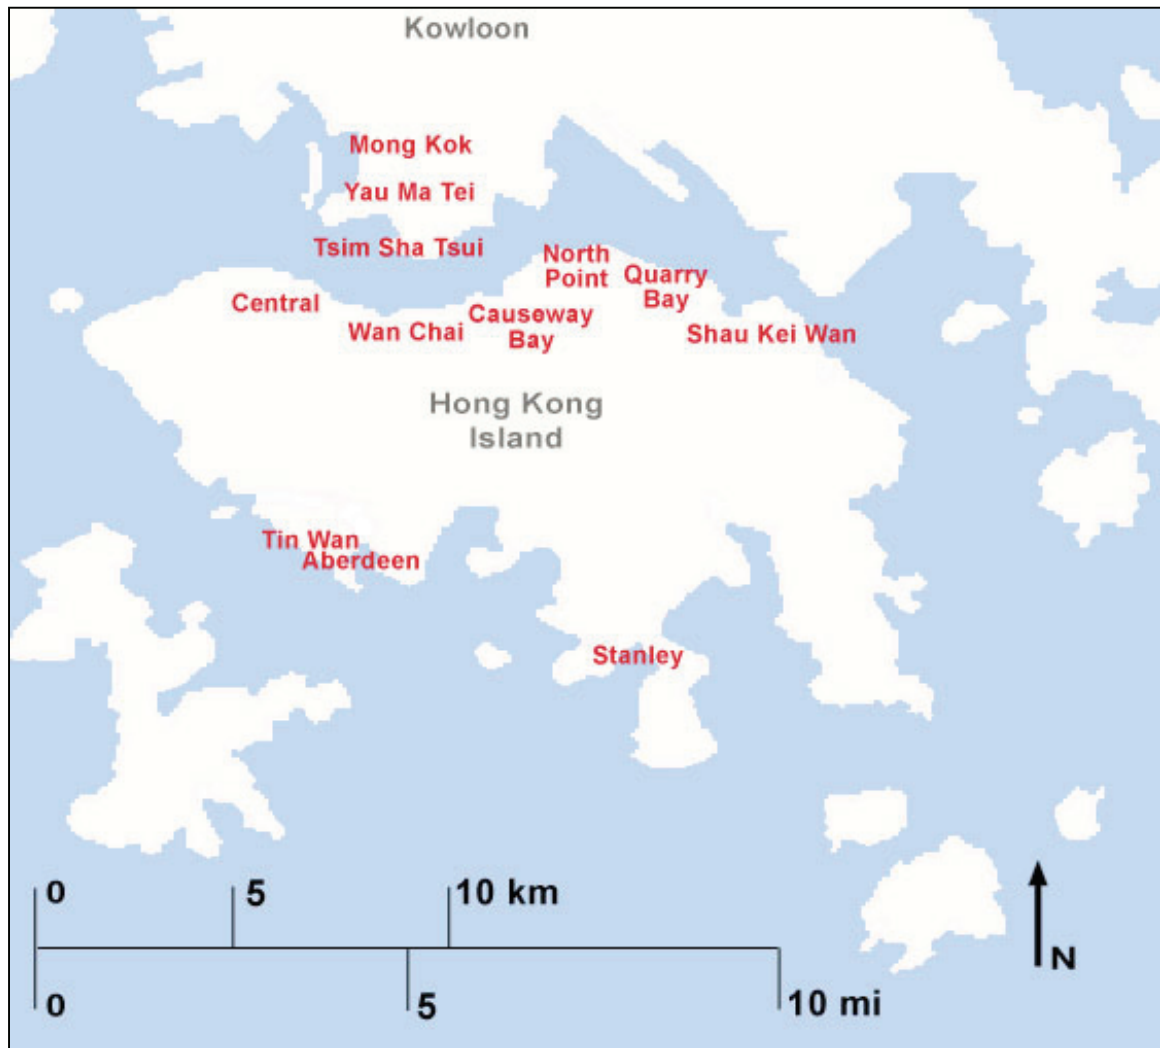 Kowloon
Mong Kok
Yau Ma Tei
Tsim Sha Tsui
North
Point
Quarry
Bay
Central
Wan Chai
Causeway
Bay
Shau Kei Wan
Hong Kong
Island
Tin Wan
Aberdeen
Stanley
0 5 10 km
N
0 5 10 mi